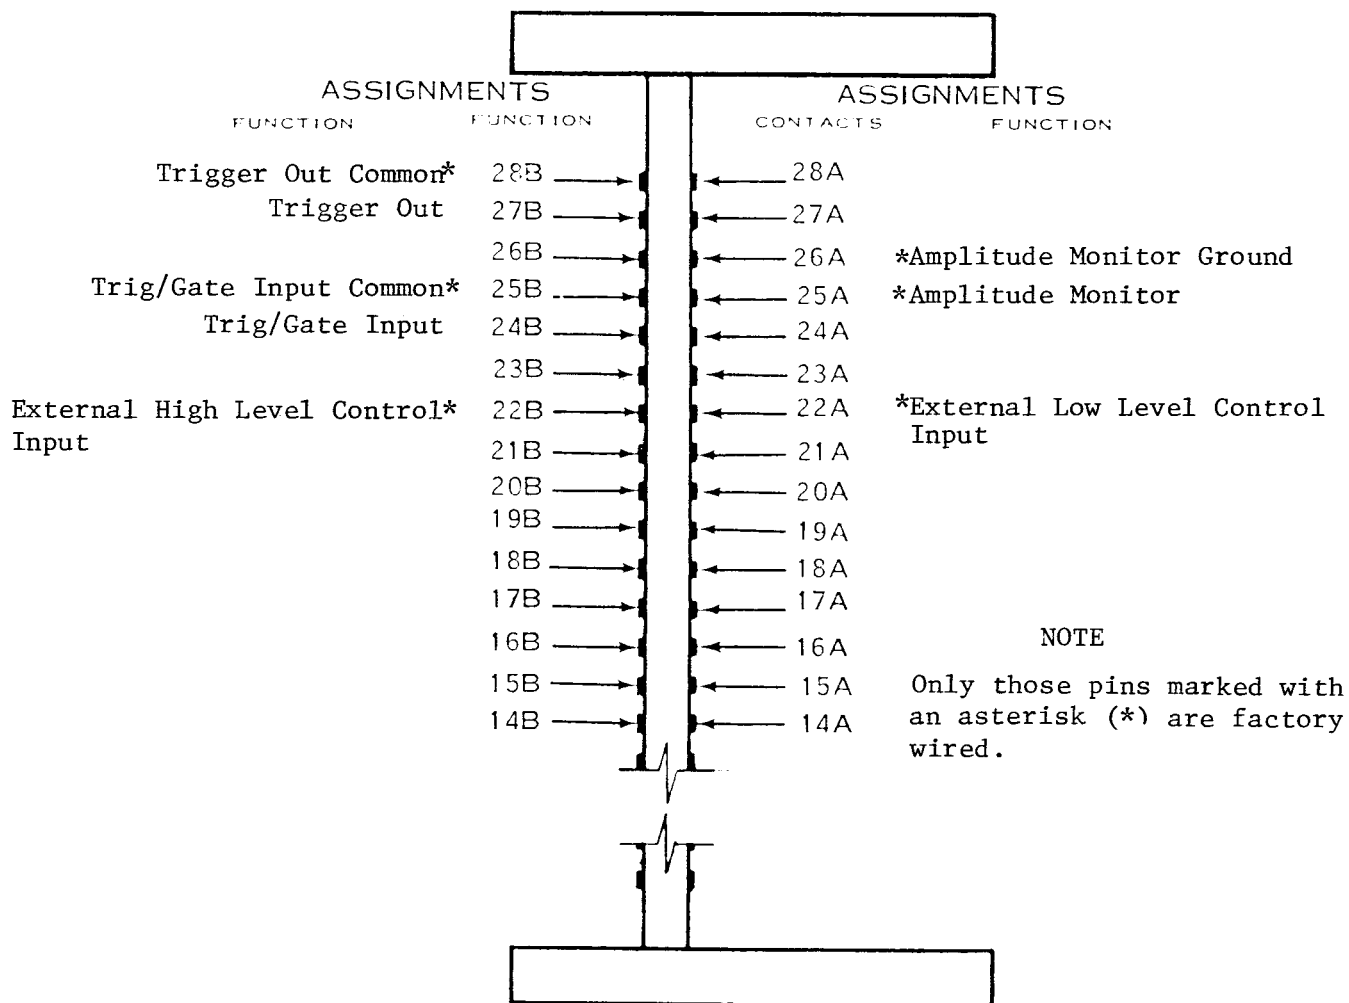 ASSIGNMENTS ASSIGNMENTS
FUNCTION FUNCTION CONTACTS FUNCTION
Trigger Out Common* 28B 28A
Trigger Out 27B 27A
26B 26A *Amplitude Monitor Ground
Trig/Gate Input Common* 25B 25A *Amplitude Monitor
Trig/Gate Input 24B 24A
23B 23A
External High Level Control* 22B 22A *External Low Level Control
Input Input
21B 21A
20B 20A
19B 19A
18B 18A
17B 17A
16B 16A
15B 15A
14B 14A
NOTE
Only those pins marked with
an asterisk (*) are factory
wired.